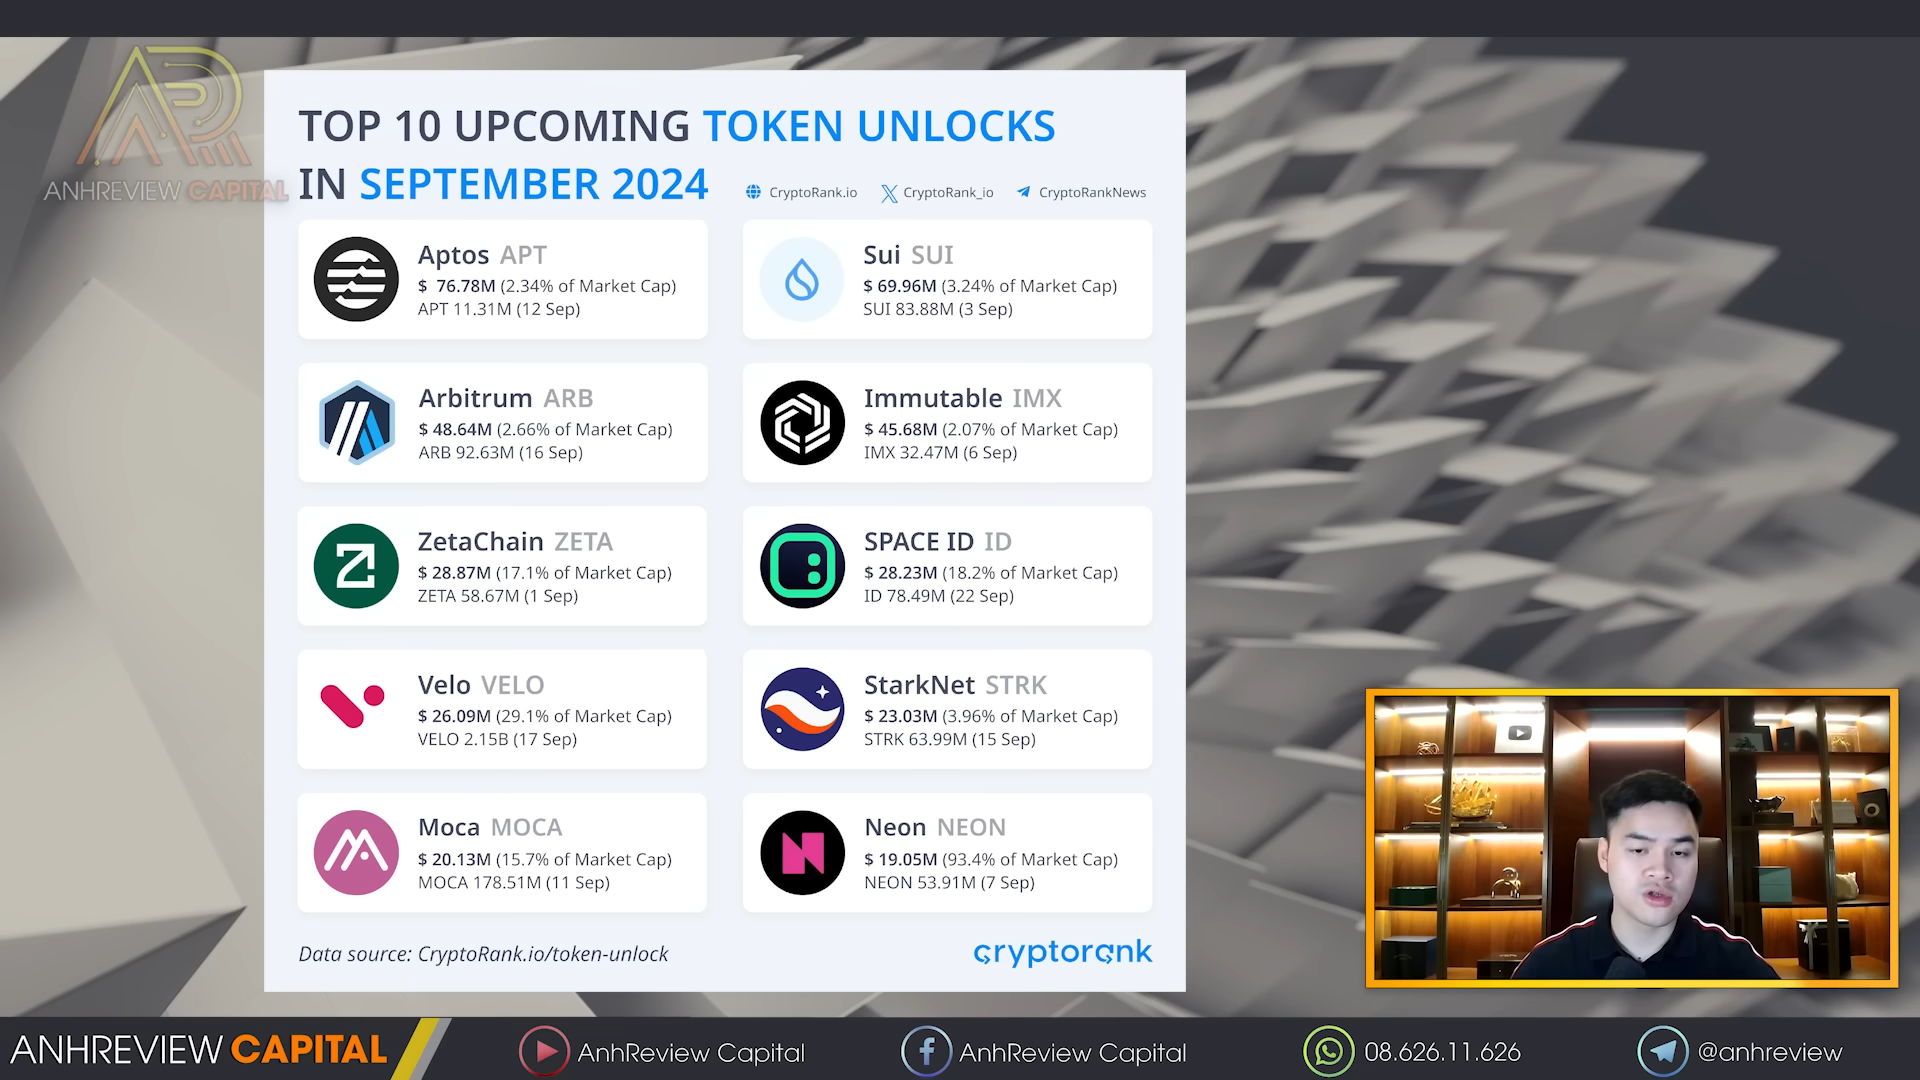 ANHREVIEW CAPITAL
TOP 10 UPCOMING TOKEN UNLOCKS
IN SEPTEMBER 2024
CryptoRank.io
CryptoRank_io
CryptoRankNews
Aptos APT
$ 76.78M (2.34% of Market Cap)
APT 11.31M (12 Sep)
Sui SUI
$ 69.96M (3.24% of Market Cap)
SUI 83.88M (3 Sep)
Arbitrum ARB
$ 48.64M (2.66% of Market Cap)
ARB 92.63M (16 Sep)
Immutable IMX
$ 45.68M (2.07% of Market Cap)
IMX 32.47M (6 Sep)
ZetaChain ZETA
$ 28.87M (17.1% of Market Cap)
ZETA 58.67M (1 Sep)
SPACE ID ID
$ 28.23M (18.2% of Market Cap)
ID 78.49M (22 Sep)
Velo VELO
$ 26.09M (29.1% of Market Cap)
VELO 2.15B (17 Sep)
StarkNet STRK
$ 23.03M (3.96% of Market Cap)
STRK 63.99M (15 Sep)
Moca MOCA
$ 20.13M (15.7% of Market Cap)
MOCA 178.51M (11 Sep)
Neon NEON
$ 19.05M (93.4% of Market Cap)
NEON 53.91M (7 Sep)
Data source: CryptoRank.io/token-unlock
cryptorank
ANHREVIEW CAPITAL
AnhReview Capital
AnhReview Capital
08.626.11.626
@anhreview